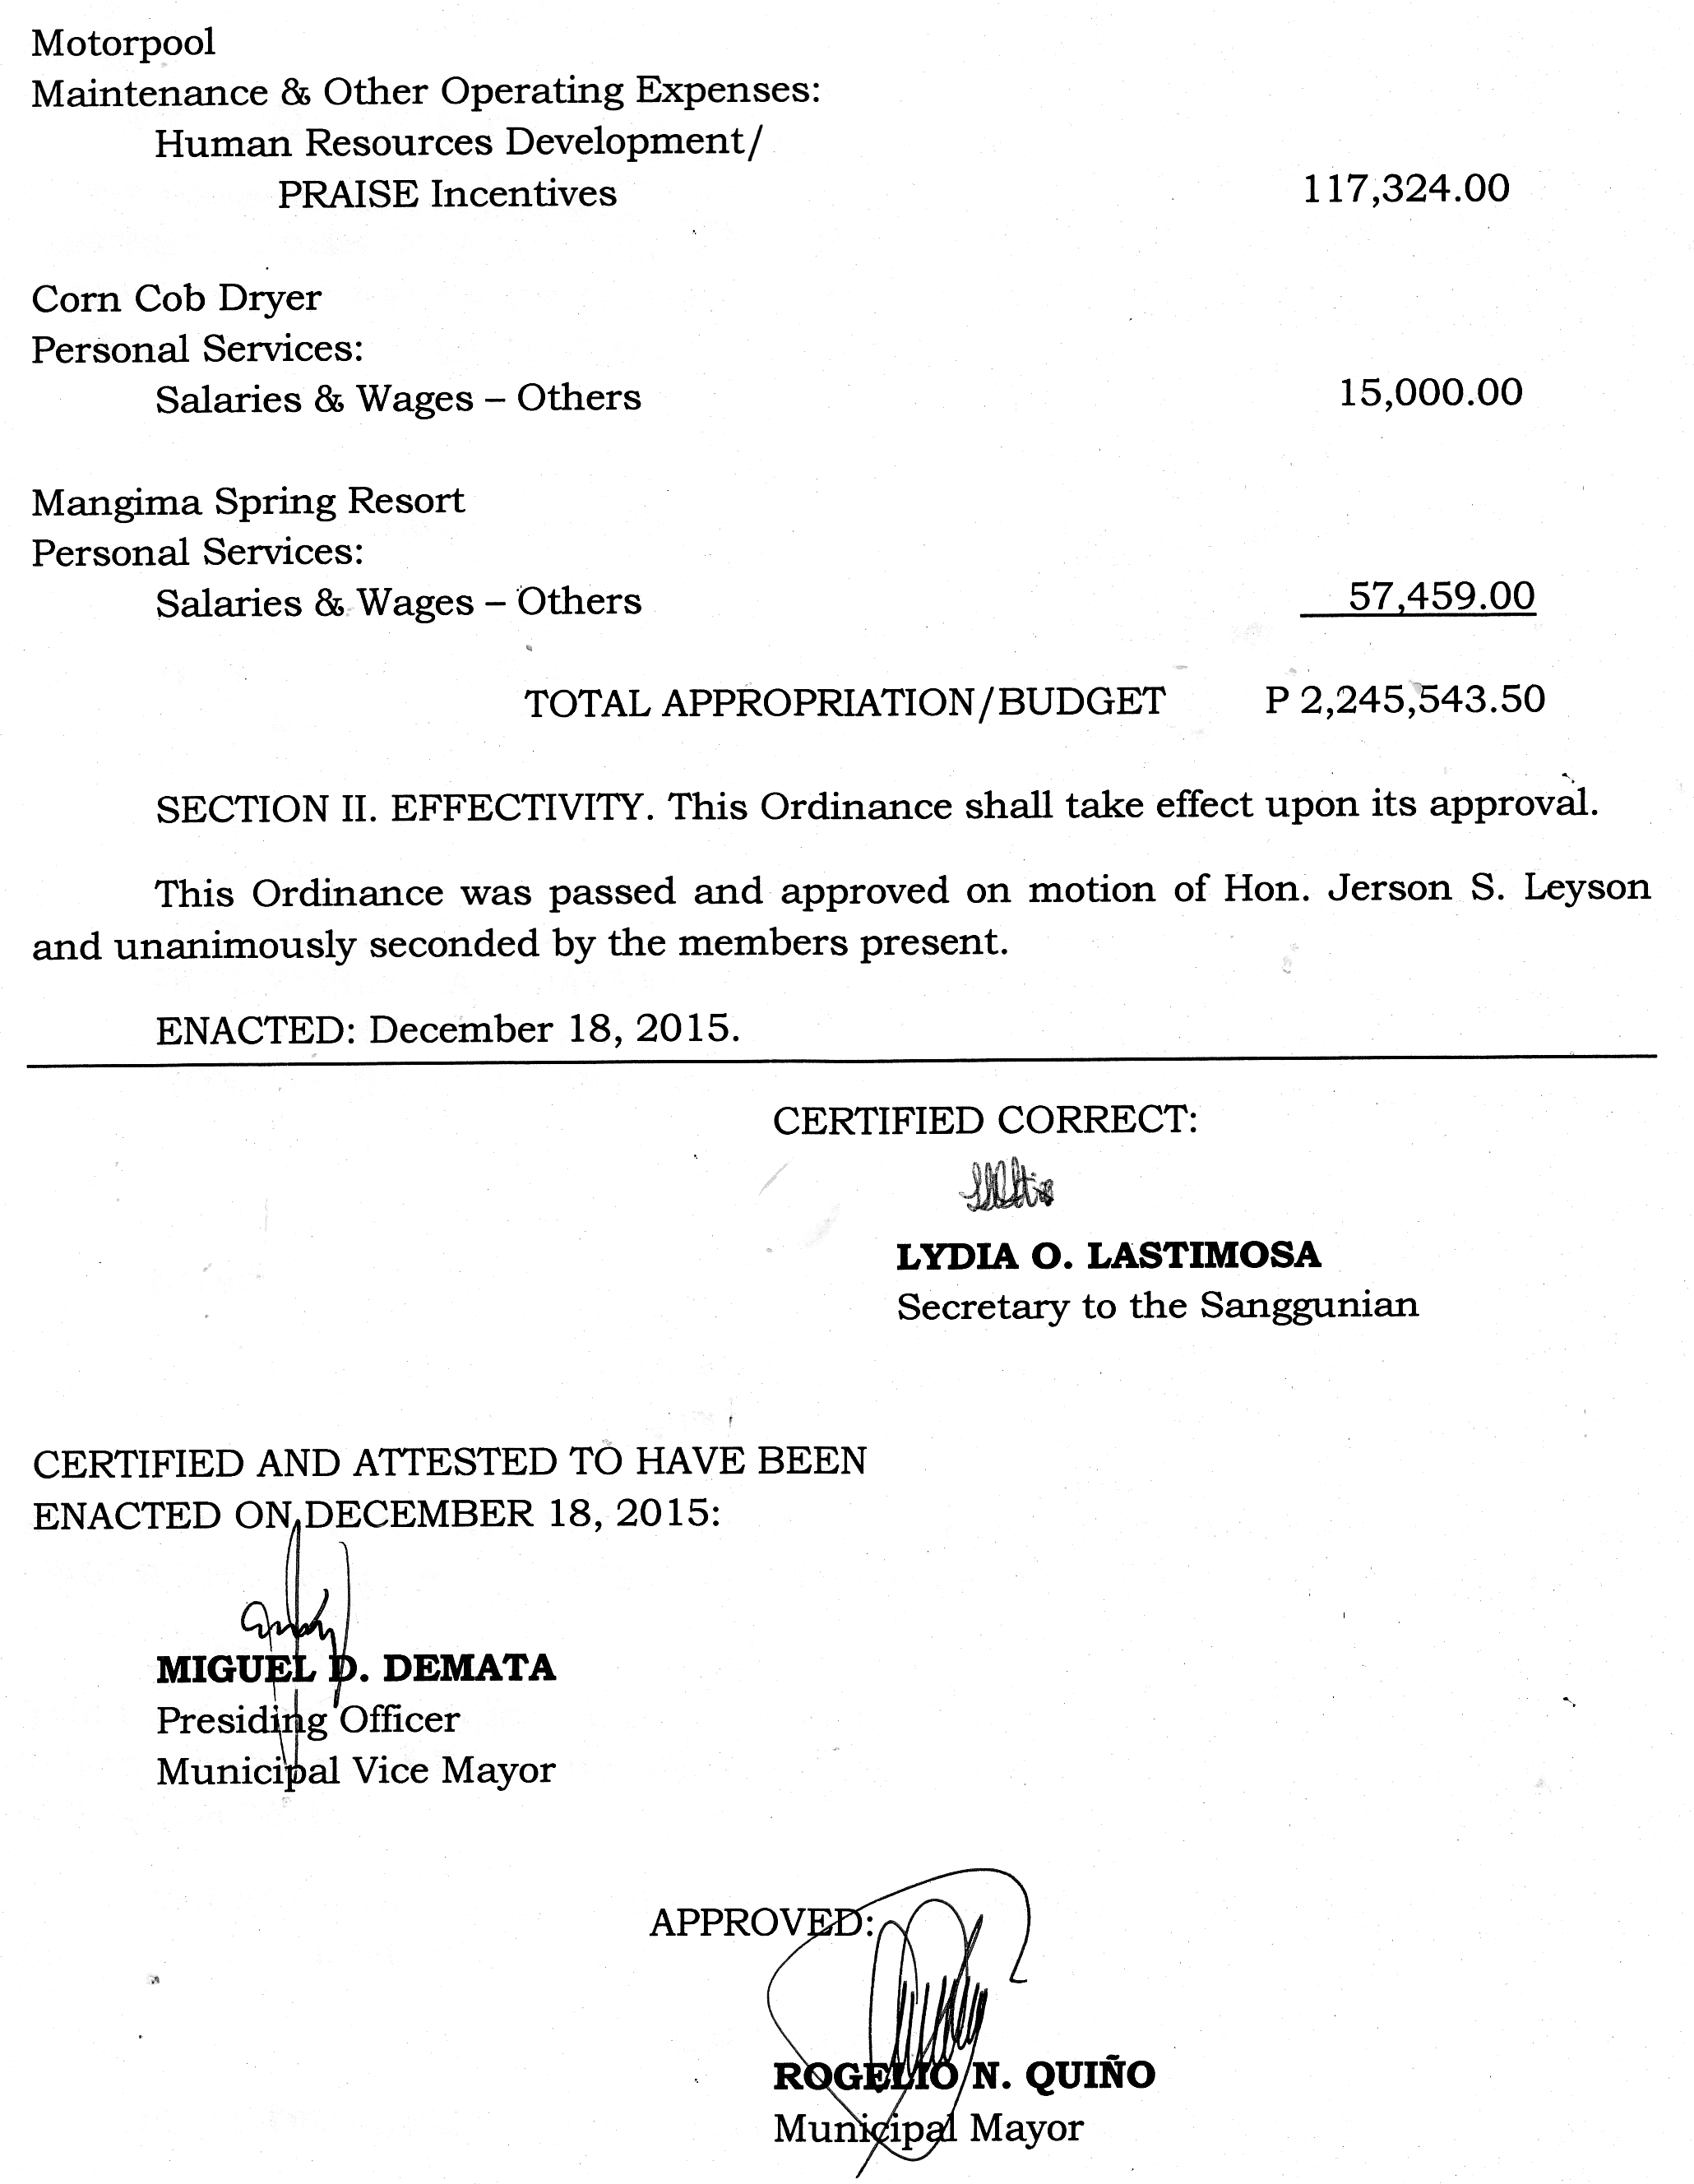 Motorpool
Maintenance & Other Operating Expenses:
Human Resources Development/
PRAISE Incentives 117,324.00
Corn Cob Dryer
Personal Services:
Salaries & Wages – Others 15,000.00
Mangima Spring Resort
Personal Services:
Salaries & Wages – Others 57,459.00
TOTAL APPROPRIATION/BUDGET P 2,245,543.50
SECTION II. EFFECTIVITY. This Ordinance shall take effect upon its approval.
This Ordinance was passed and approved on motion of Hon. Jerson S. Leyson
and unanimously seconded by the members present.
ENACTED: December 18, 2015.
CERTIFIED CORRECT:
LYDIA O. LASTIMOSA
Secretary to the Sanggunian
CERTIFIED AND ATTESTED TO HAVE BEEN
ENACTED ON DECEMBER 18, 2015:
MIGUEL D. DEMATA
Presiding Officer
Municipal Vice Mayor
APPROVED:
ROGELIO N. QUIÑO
Municipal Mayor